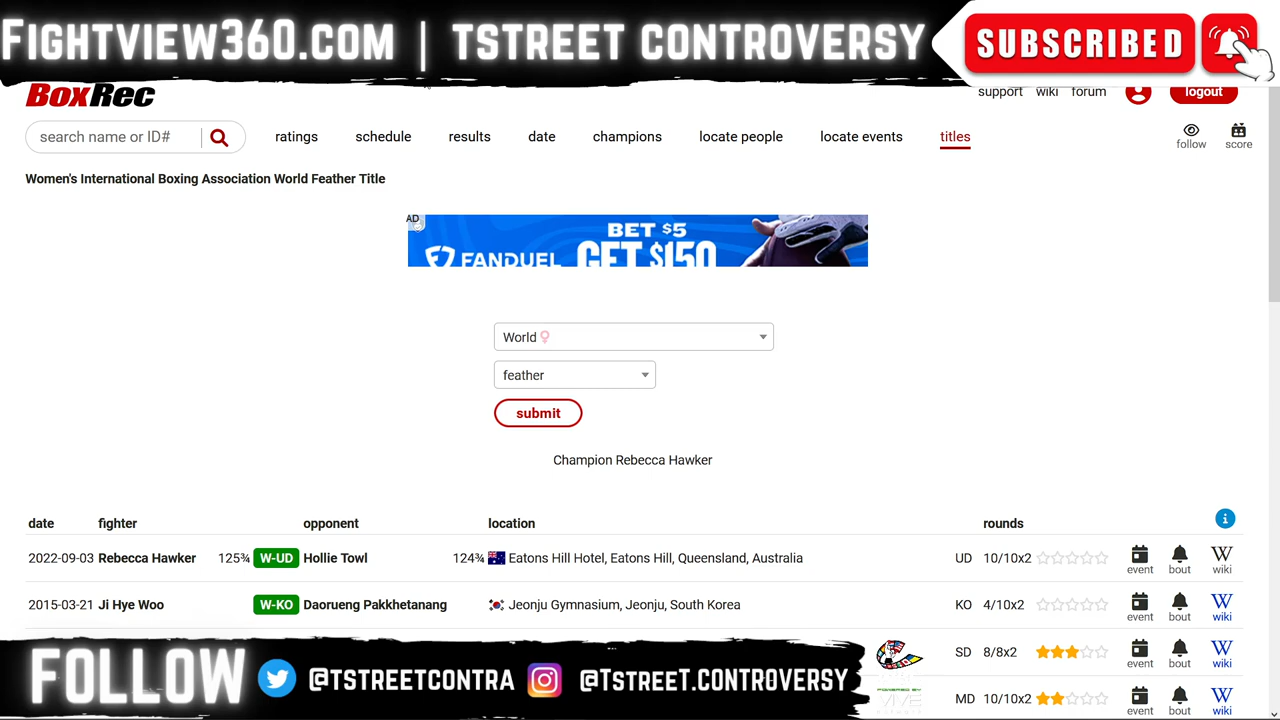 FIGHTVIEW360.COM | TSTREET CONTROVERSY
SUBSCRIBED
BoxRec
support wiki forum logout
search name or ID#
ratings schedule results date champions locate people locate events titles
follow score
Women's International Boxing Association World Feather Title
AD
BET $5
GET $150
FANDUEL
World
feather
submit
Champion Rebecca Hawker
date fighter opponent location rounds
2022-09-03 Rebecca Hawker 125¾ W-UD Hollie Towl 124¾ Eatons Hill Hotel, Eatons Hill, Queensland, Australia UD 10/10x2
event bout wiki
2015-03-21 Ji Hye Woo W-KO Daorueng Pakkhetanang Jeonju Gymnasium, Jeonju, South Korea KO 4/10x2
event bout wiki
SD 8/8x2
event bout wiki
MD 10/10x2
event bout wiki
FOLLOW @TSTREETCONTRA @TSTREET.CONTROVERSY
POWERED BY
VIVE